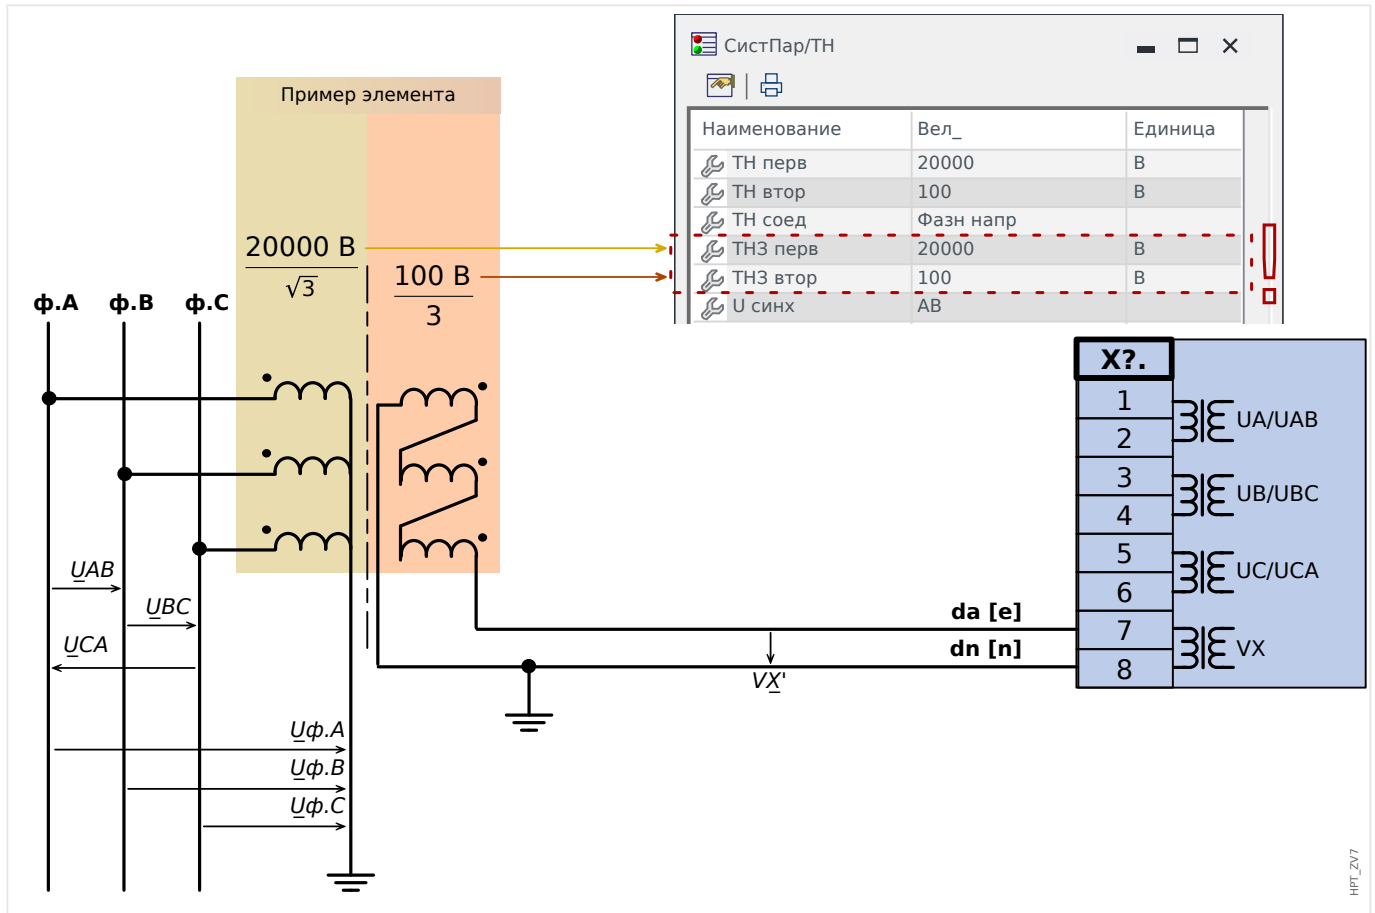 СистПар/ТН
Пример элемента
Наименование Вел_ Единица
ТН перв 20000 В
ТН втор 100 В
ТН соед Фазн напр
ТНЗ перв 20000 В
ТНЗ втор 100 В
U синх АВ
20000 В
√3
100 В
3
ф.А ф.В ф.С
X?.
1
2
UA/UAB
3
4
UB/UBC
5
6
UC/UCA
7
8
VX
UAB
UBC
UCA
da [e]
dn [n]
VX'
Uф.A
Uф.B
Uф.C
HPT_ZV7